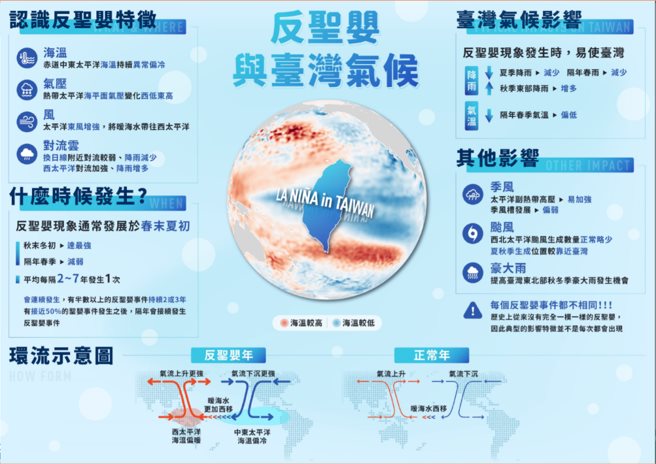 反聖嬰
與臺灣氣候
認識反聖嬰特徵
海溫
赤道中東太平洋海溫持續異常偏冷
氣壓
熱帶太平洋海平面氣壓變化西低東高
風
太平洋東風增強，將暖海水帶往西太平洋
對流雲
換日線附近對流較弱、降雨減少
西太平洋對流加強、降雨增多
什麼時候發生?
WHEN
反聖嬰現象通常發展於春末夏初
秋末冬初 ▸ 達最強
隔年春季 ▸ 減弱
平均每隔 2~7 年發生 1 次
會連續發生，有半數以上的反聖嬰事件持續2或3年
有接近50%的聖嬰事件發生之後，隔年會接續發生
反聖嬰事件
LA NIÑA in TAIWAN
海溫較高
海溫較低
臺灣氣候影響
IN TAIWAN
反聖嬰現象發生時，易使臺灣
降雨
夏季降雨 ▸ 減少 隔年春雨 ▸ 減少
秋季東部降雨 ▸ 增多
氣溫
隔年春季氣溫 ▸ 偏低
其他影響
OTHER IMPACT
季風
太平洋副熱帶高壓 ▸ 易加強
季風槽發展 ▸ 偏弱
颱風
西北太平洋颱風生成數量正常略少
夏秋季生成位置較靠近臺灣
豪大雨
提高臺灣東北部秋冬季豪大雨發生機會
每個反聖嬰事件都不相同!!!
歷史上從來沒有完全一模一樣的反聖嬰，
因此典型的影響特徵並不是每次都會出現
環流示意圖
HOW FORM
反聖嬰年
氣流上升更強
氣流下沉更強
暖海水
更加西移
西太平洋
海溫偏暖
中東太平洋
海溫偏冷
正常年
氣流上升
氣流下沉
暖海水西移